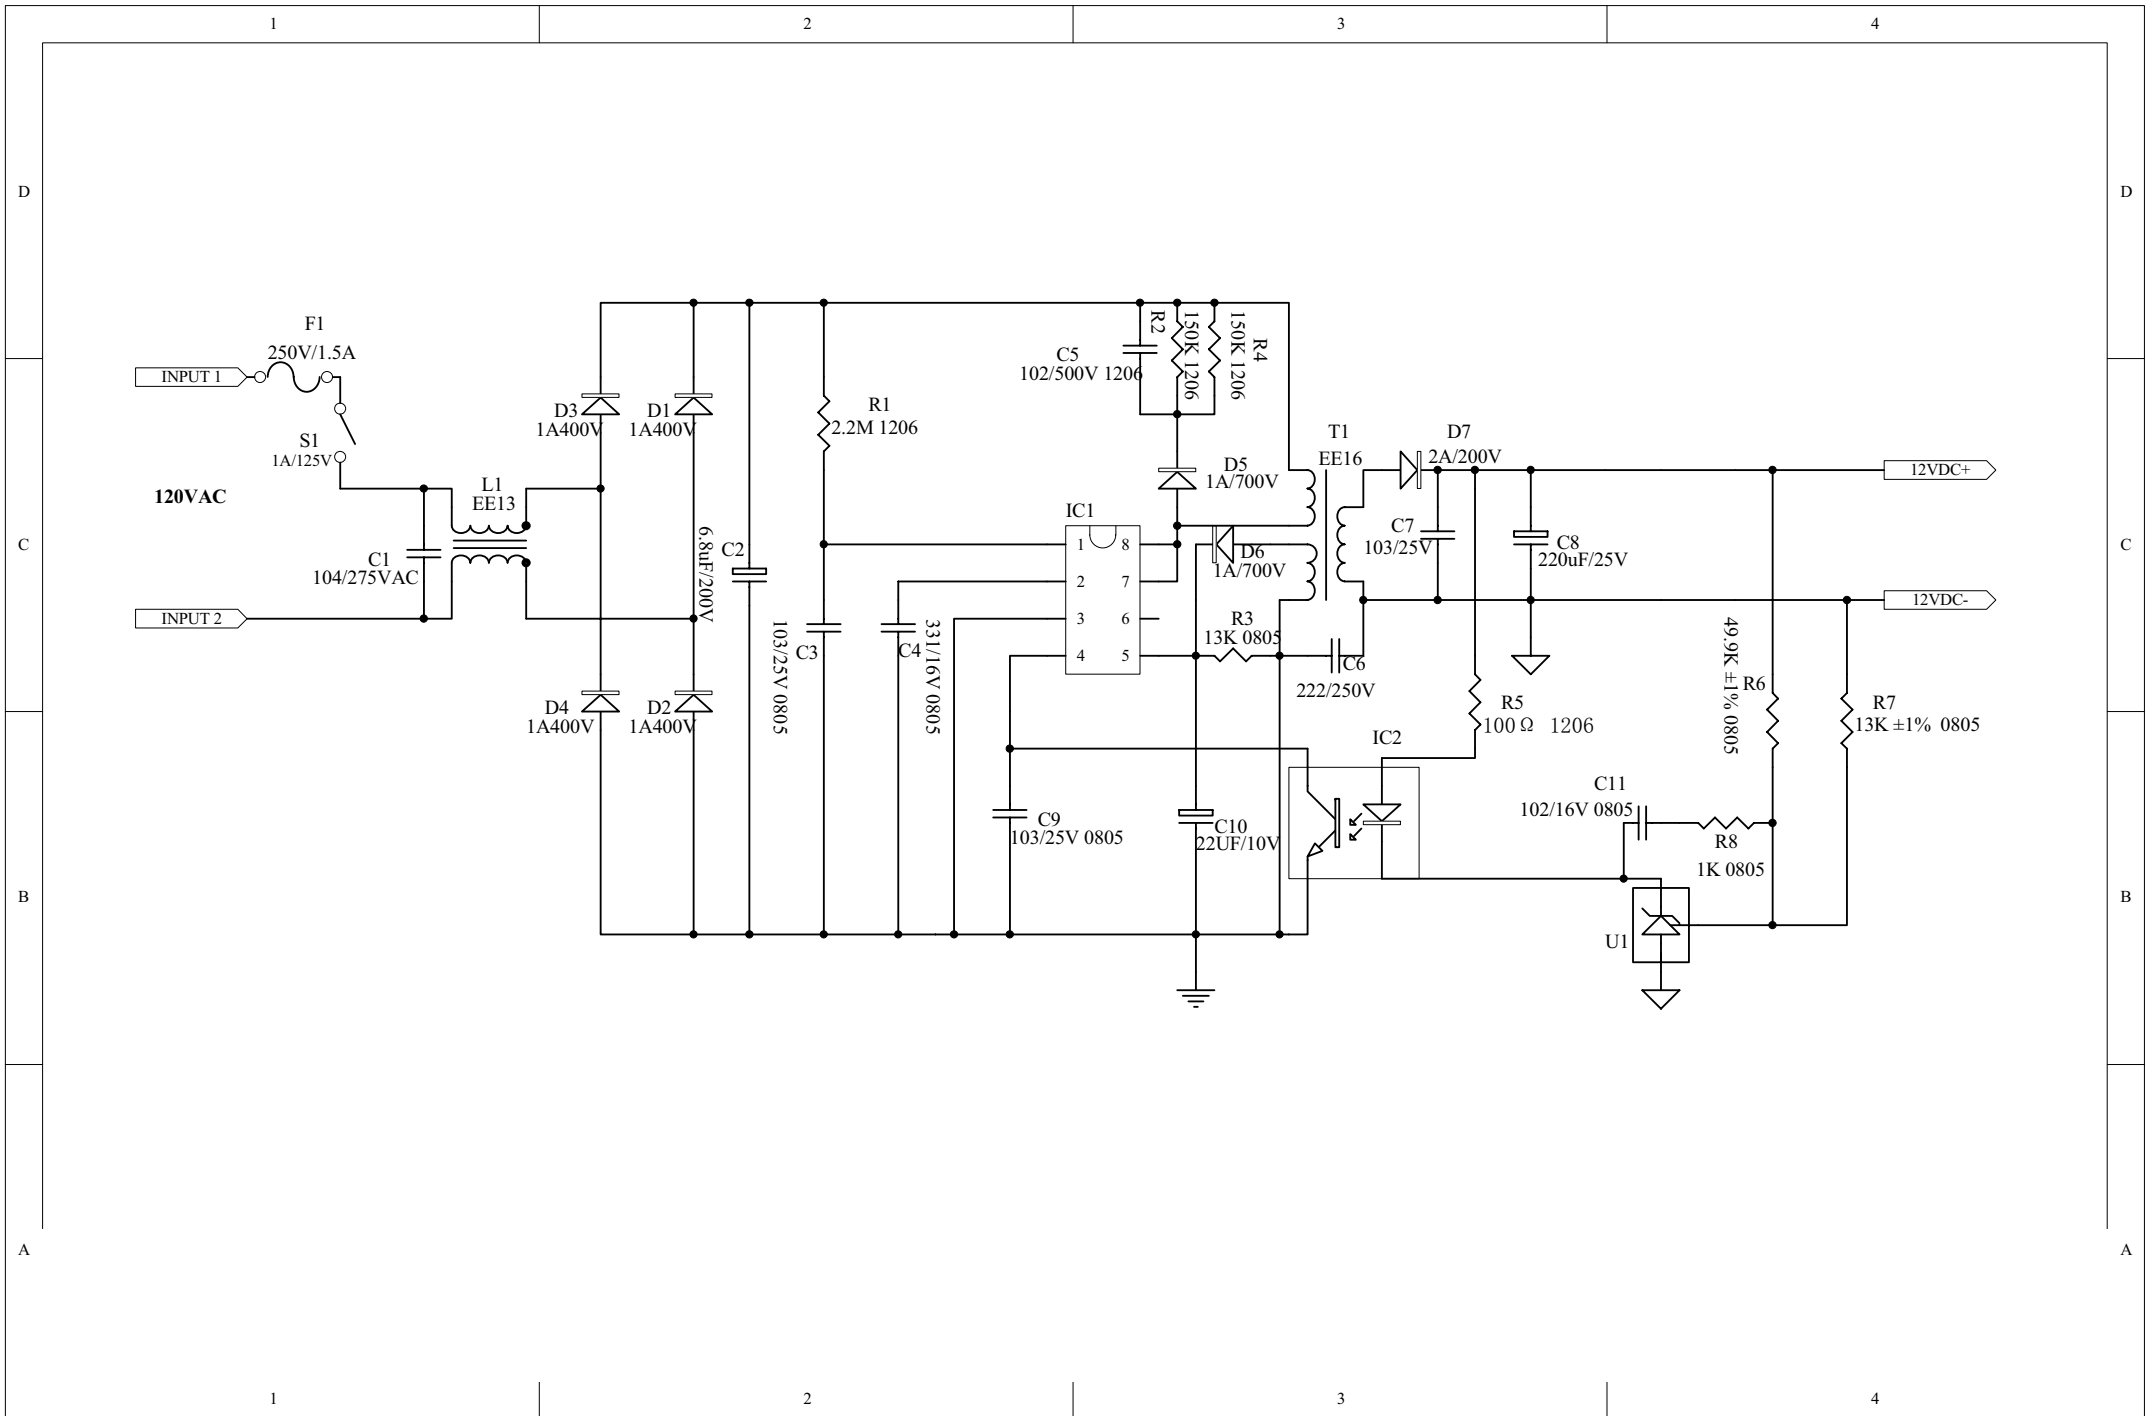 1
2
3
4
D
D
C
C
B
B
A
A
1
2
3
4
F1
250V/1.5A
INPUT 1
S1
1A/125V
120VAC
L1
EE13
C1
104/275VAC
INPUT 2
D3
1A400V
D1
1A400V
D4
1A400V
D2
1A400V
6.8uF/200V
C2
R1
2.2M 1206
103/25V 0805
C3
C4
331/16V 0805
C5
102/500V 1206
R2
150K 1206
150K 1206
R4
D5
1A/700V
IC1
1
8
2
7
3
6
4
5
D6
1A/700V
R3
13K 0805
T1
EE16
D7
2A/200V
C7
103/25V
C8
220uF/25V
12VDC+
12VDC-
C6
222/250V
R5
100Ω 1206
IC2
C9
103/25V 0805
C10
22UF/10V
49.9K ±1% 0805
R6
R7
13K ±1% 0805
C11
102/16V 0805
R8
1K 0805
U1